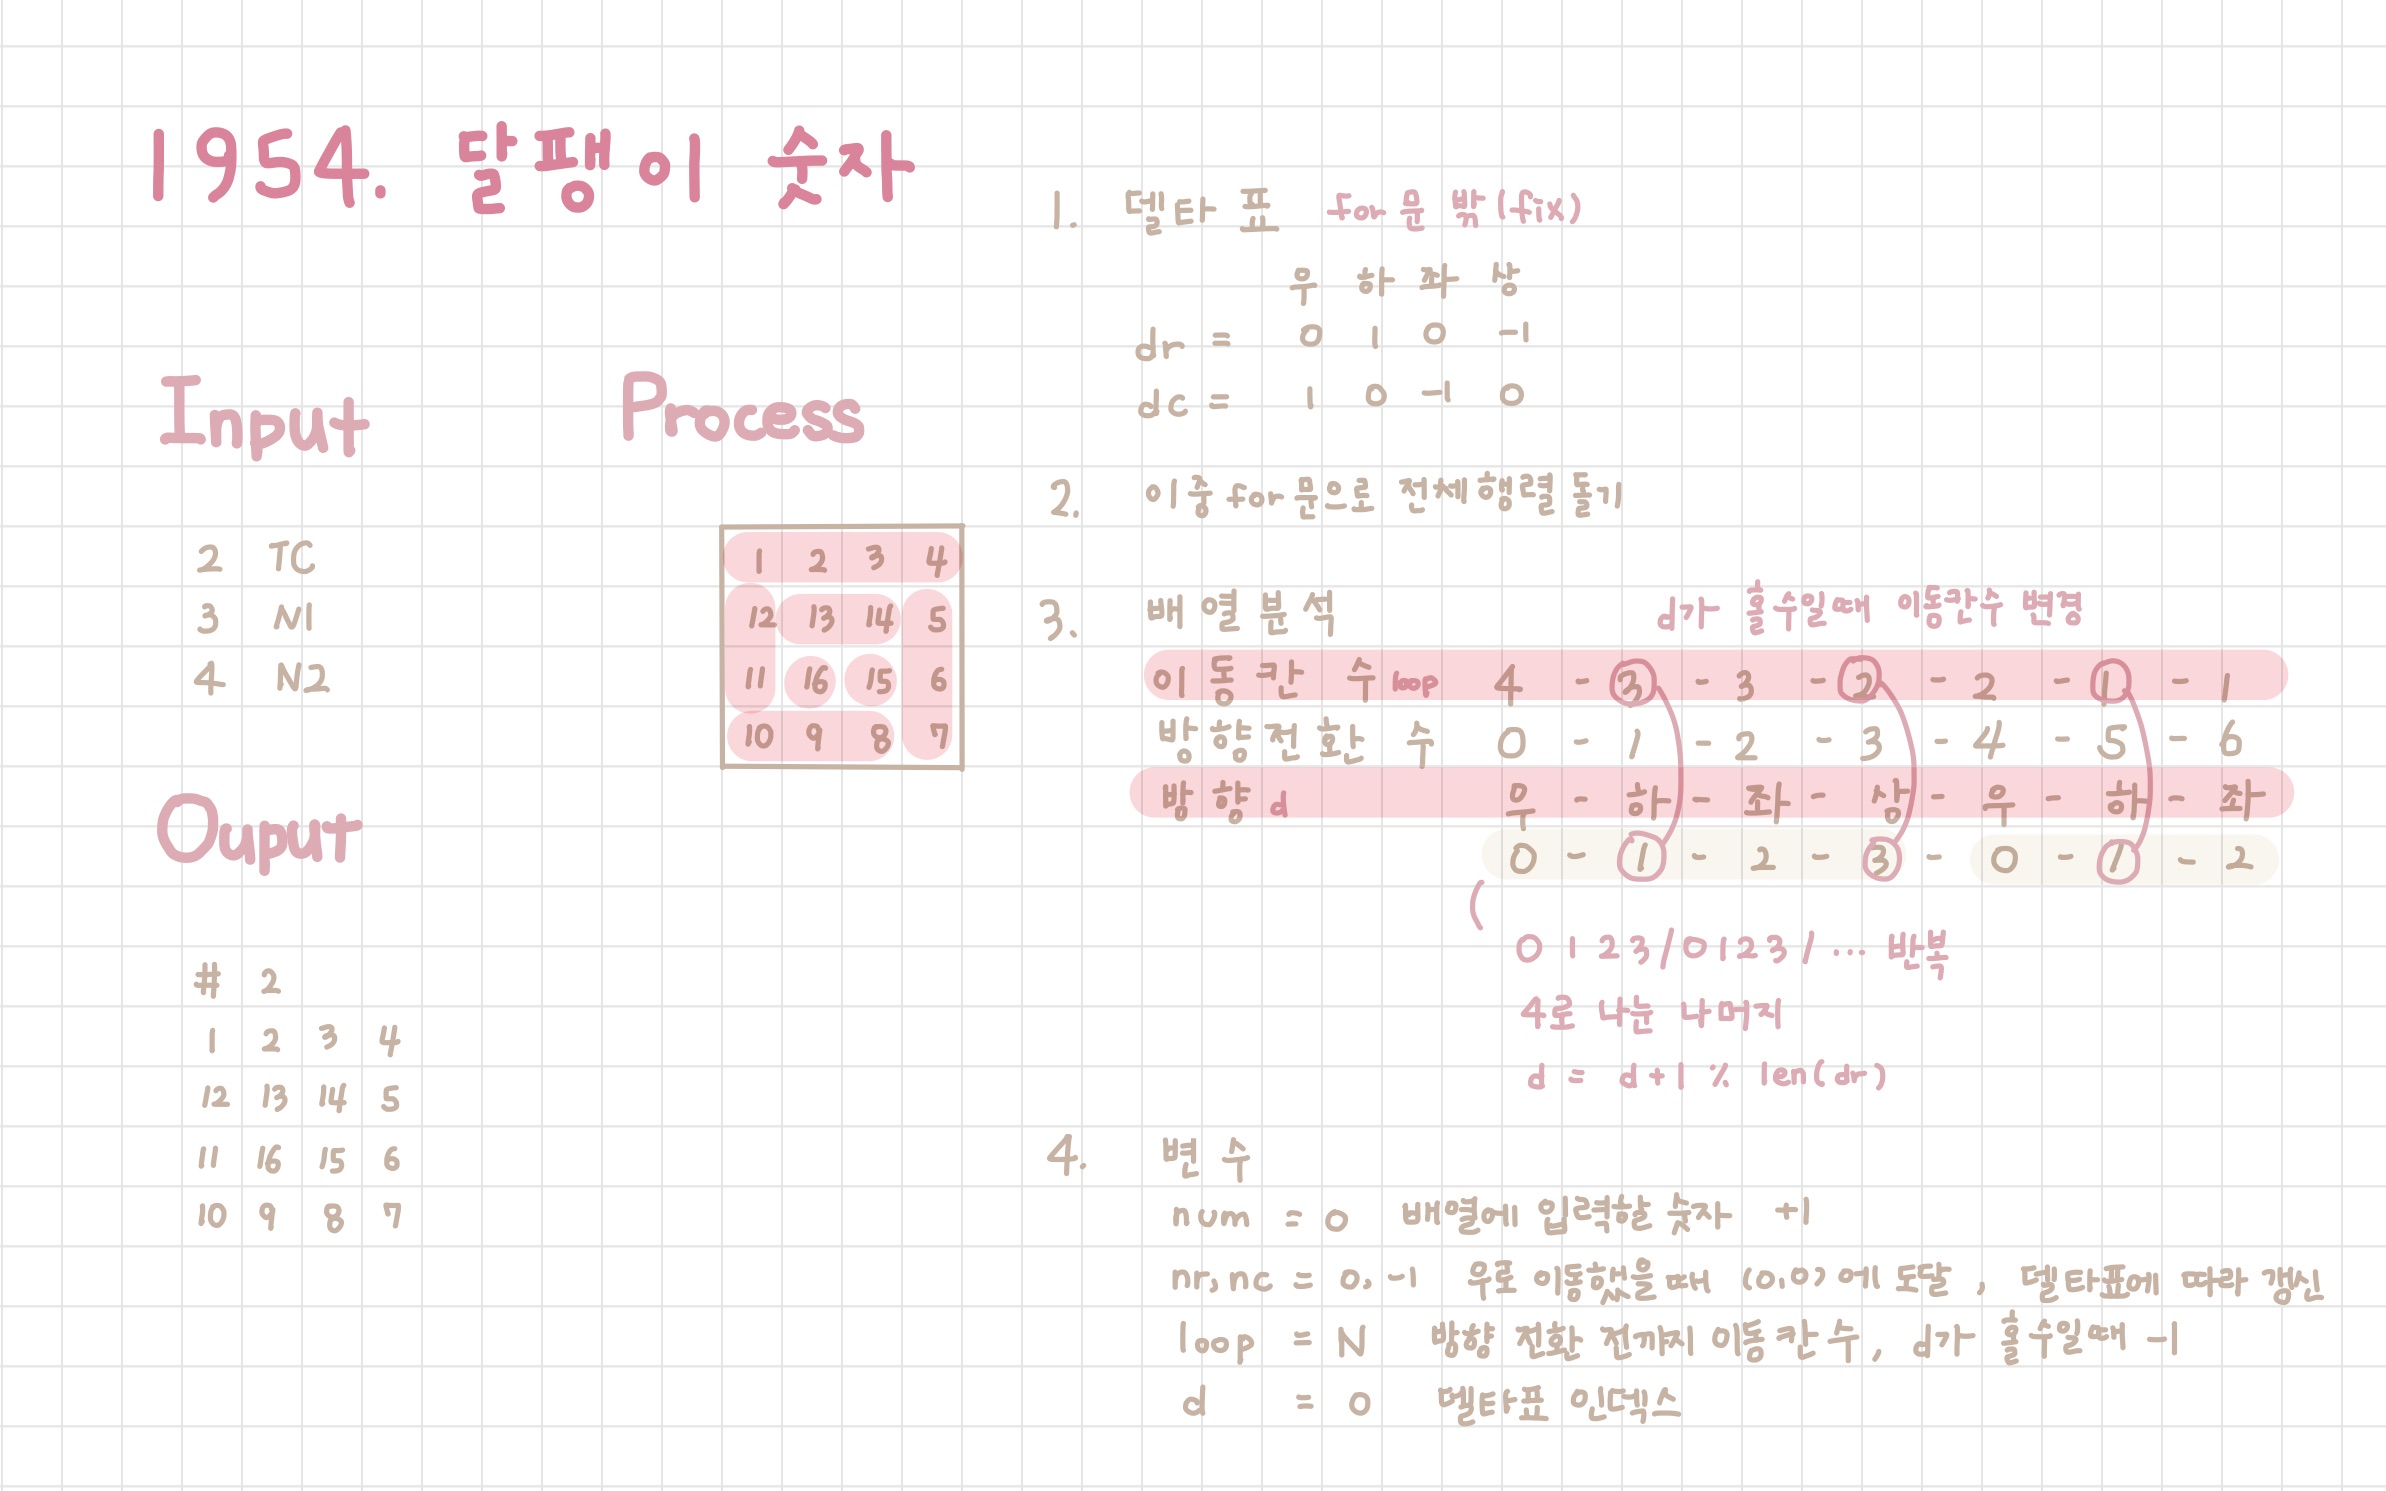 1954. 달팽이 숫자
Input
2 TC
3 N1
4 N2
Ouput
# 2
1 2 3 4
12 13 14 5
11 16 15 6
10 9 8 7
Process
1 2 3 4
12 13 14 5
11 16 15 6
10 9 8 7
1. 델타 표 for문 밖(fix)
우 하 좌 상
dr = 0 1 0 -1
dc = 1 0 -1 0
2. 이중 for문으로 전체행렬 돌기
3. 배열분석 d가 홀수일때 이동칸수 변경
이동칸 수 loop 4 - 3 - 3 - 2 - 2 - 1 - 1
방향전환 수 0 - 1 - 2 - 3 - 4 - 5 - 6
방향 d 우 - 하 - 좌 - 상 - 우 - 하 - 좌
0 - 1 - 2 - 3 - 0 - 1 - 2
0 1 2 3 / 0 1 2 3 / ... 반복
4로 나눈 나머지
d = d+1 % len(dr)
4. 변수
num = 0 배열에 입력할 숫자 +1
nr, nc = 0, -1 우로 이동했을때 (0,0)에 도달, 델타표에 따라 갱신
loop = N 방향 전환 전까지 이동칸수, d가 홀수일때 -1
d = 0 델타표 인덱스